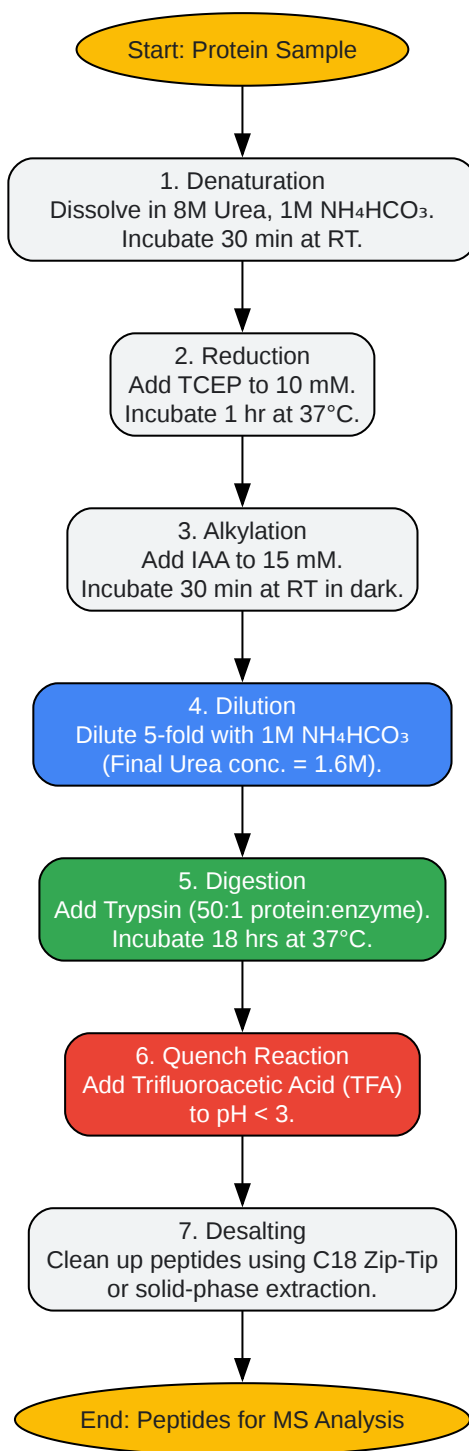 Start: Protein Sample
1. Denaturation
Dissolve in 8M Urea, 1M NH₄HCO₃.
Incubate 30 min at RT.
2. Reduction
Add TCEP to 10 mM.
Incubate 1 hr at 37°C.
3. Alkylation
Add IAA to 15 mM.
Incubate 30 min at RT in dark.
4. Dilution
Dilute 5-fold with 1M NH₄HCO₃
(Final Urea conc. = 1.6M).
5. Digestion
Add Trypsin (50:1 protein:enzyme).
Incubate 18 hrs at 37°C.
6. Quench Reaction
Add Trifluoroacetic Acid (TFA)
to pH < 3.
7. Desalting
Clean up peptides using C18 Zip-Tip
or solid-phase extraction.
End: Peptides for MS Analysis